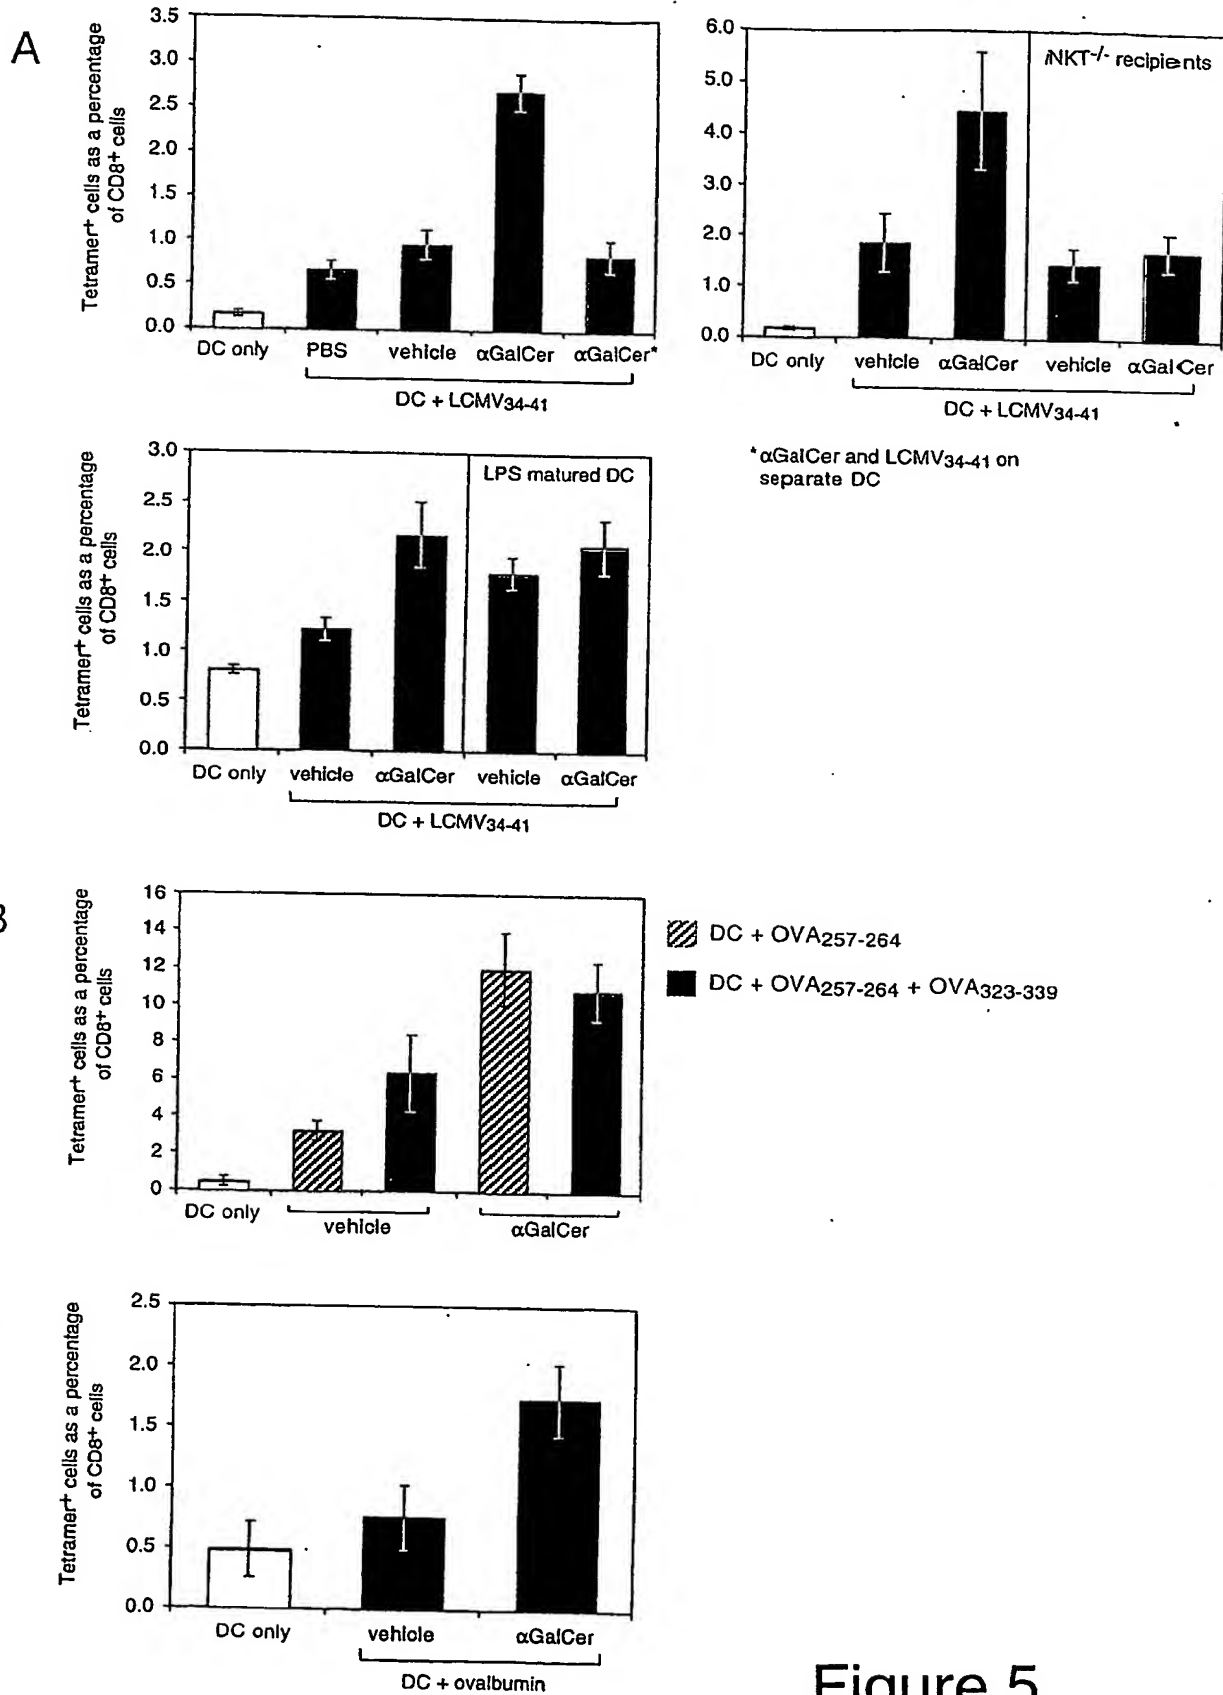 A
Tetramer+ cells as a percentage
of CD8+ cells
3.5
3.0
2.5
2.0
1.5
1.0
0.5
0.0
DC only PBS vehicle αGalCer αGalCer*
DC + LCMV34-41
6.0
5.0
4.0
3.0
2.0
1.0
0.0
iNKT-/- recipients
DC only vehicle αGalCer vehicle αGalCer
DC + LCMV34-41
*αGalCer and LCMV34-41 on
separate DC
Tetramer+ cells as a percentage
of CD8+ cells
3.0
2.5
2.0
1.5
1.0
0.5
0.0
LPS matured DC
DC only vehicle αGalCer vehicle αGalCer
DC + LCMV34-41
B
Tetramer+ cells as a percentage
of CD8+ cells
16
14
12
10
8
6
4
2
0
DC only vehicle αGalCer
DC + OVA257-264
DC + OVA257-264 + OVA323-339
Tetramer+ cells as a percentage
of CD8+ cells
2.5
2.0
1.5
1.0
0.5
0.0
DC only vehicle αGalCer
DC + ovalbumin
Figure 5